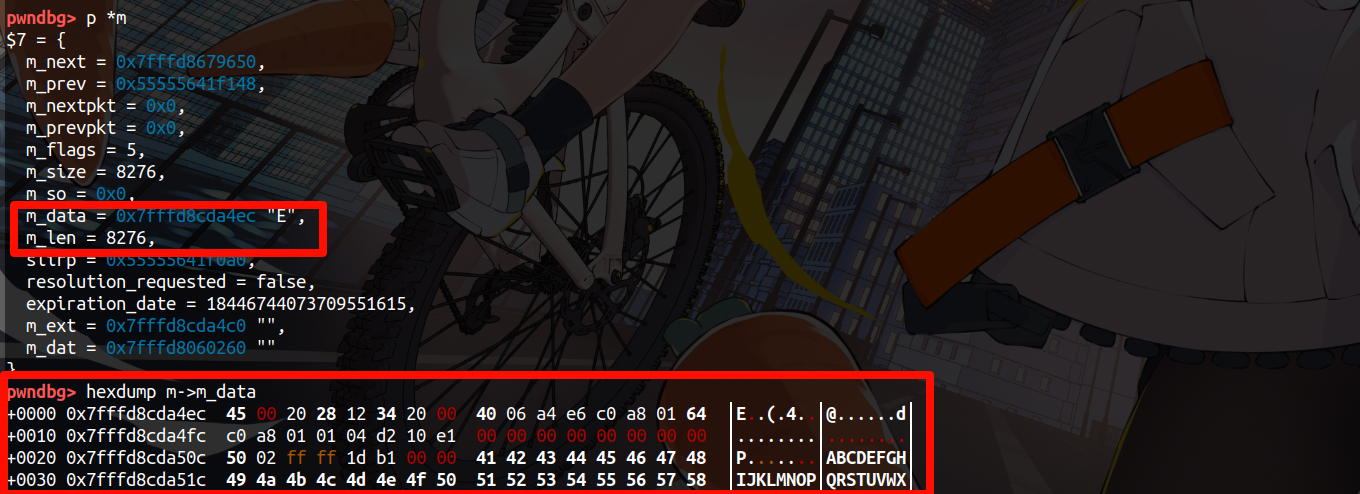 pwndbg> p *m
$7 = {
m_next = 0x7fffd8679650,
m_prev = 0x55555641f148,
m_nextpkt = 0x0,
m_prevpkt = 0x0,
m_flags = 5,
m_size = 8276,
m_so = 0x0,
m_data = 0x7fffd8cda4ec "E",
m_len = 8276,
slirp = 0x55555641f0a0,
resolution_requested = false,
expiration_date = 18446744073709551615,
m_ext = 0x7fffd8cda4c0 "",
m_dat = 0x7fffd8060260 ""
}
pwndbg> hexdump m->m_data
+0000 0x7fffd8cda4ec 45 00 20 28 12 34 20 00 40 06 a4 e6 c0 a8 01 64 │E..(.4..│@......d│
+0010 0x7fffd8cda4fc c0 a8 01 01 04 d2 10 e1 00 00 00 00 00 00 00 00 │........│........│
+0020 0x7fffd8cda50c 50 02 ff ff 1d b1 00 00 41 42 43 44 45 46 47 48 │P.......│ABCDEFGH│
+0030 0x7fffd8cda51c 49 4a 4b 4c 4d 4e 4f 50 51 52 53 54 55 56 57 58 │IJKLMNOP│QRSTUVWX│